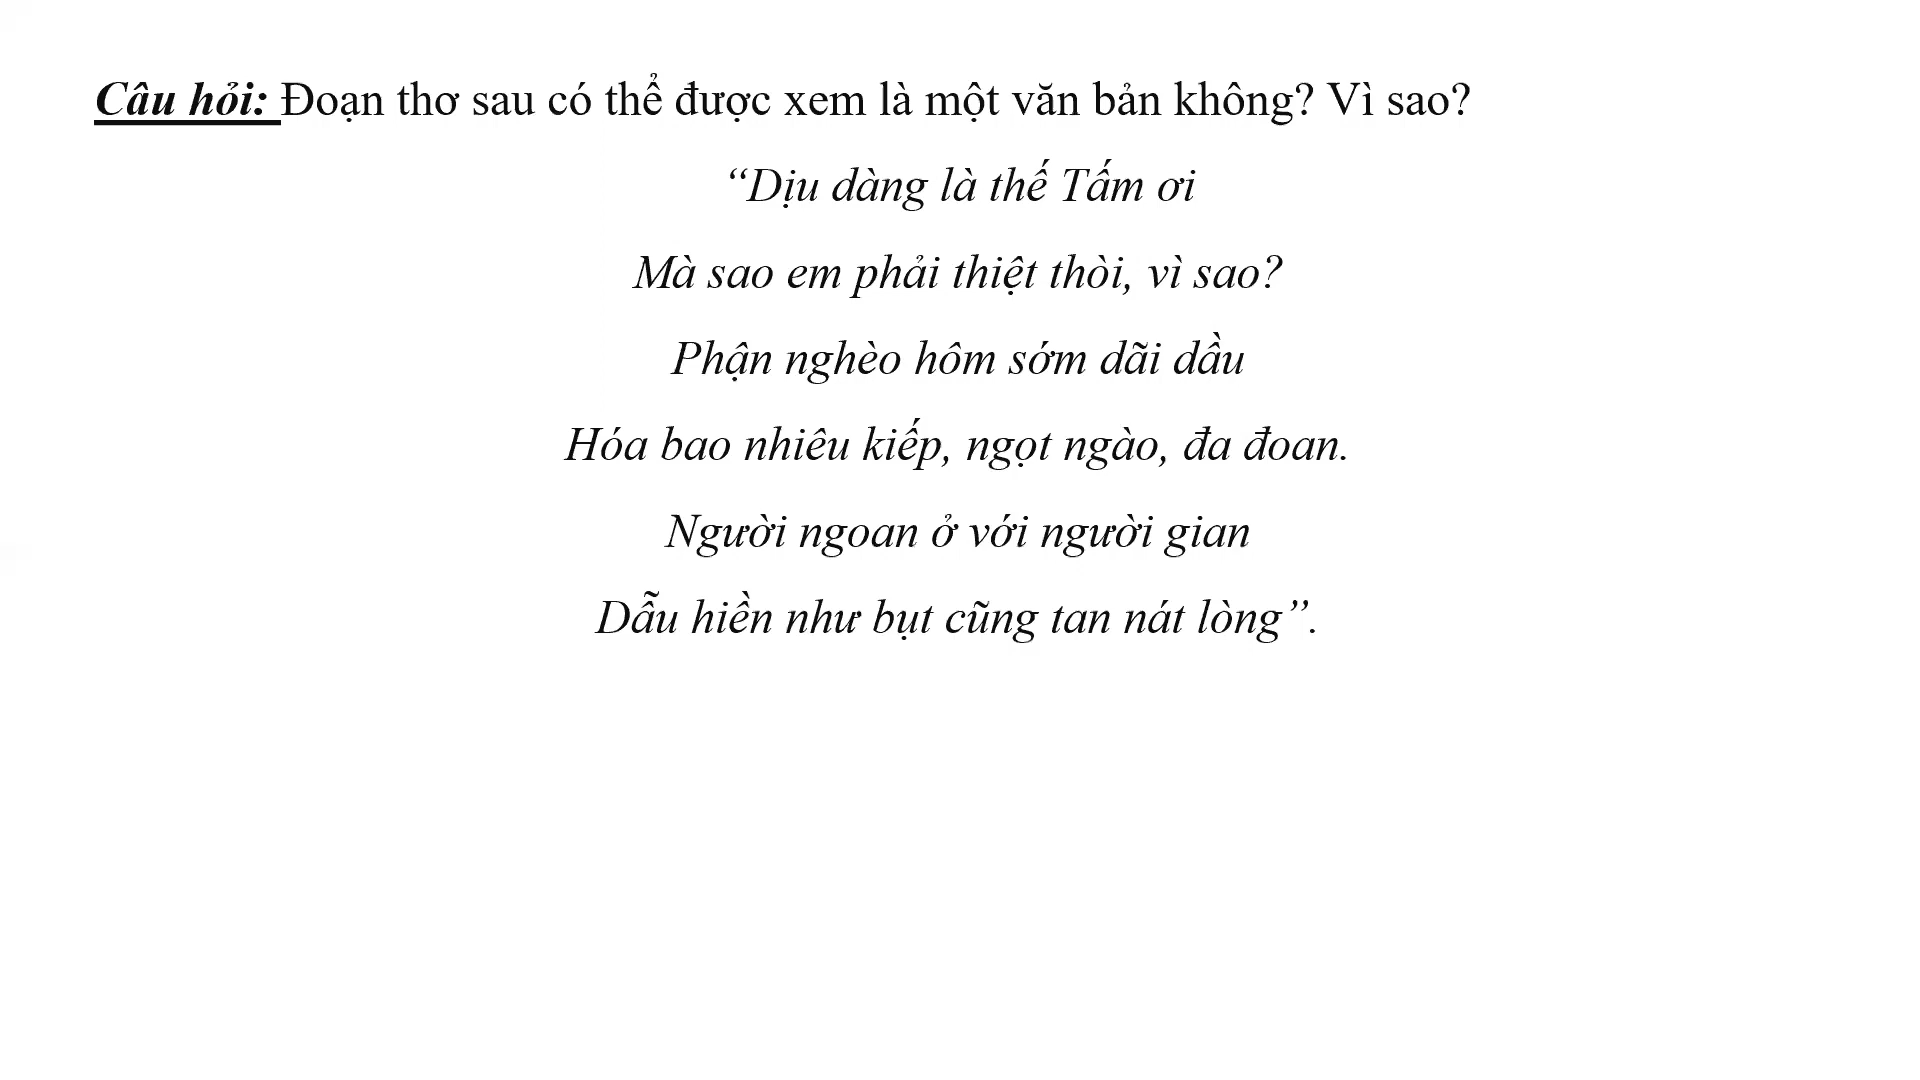 Câu hỏi: Đoạn thơ sau có thể được xem là một văn bản không? Vì sao?
“Dịu dàng là thế Tấm ơi
Mà sao em phải thiệt thòi, vì sao?
Phận nghèo hôm sớm dãi dầu
Hóa bao nhiêu kiếp, ngọt ngào, đa đoan.
Người ngoan ở với người gian
Dẫu hiền như bụt cũng tan nát lòng”.